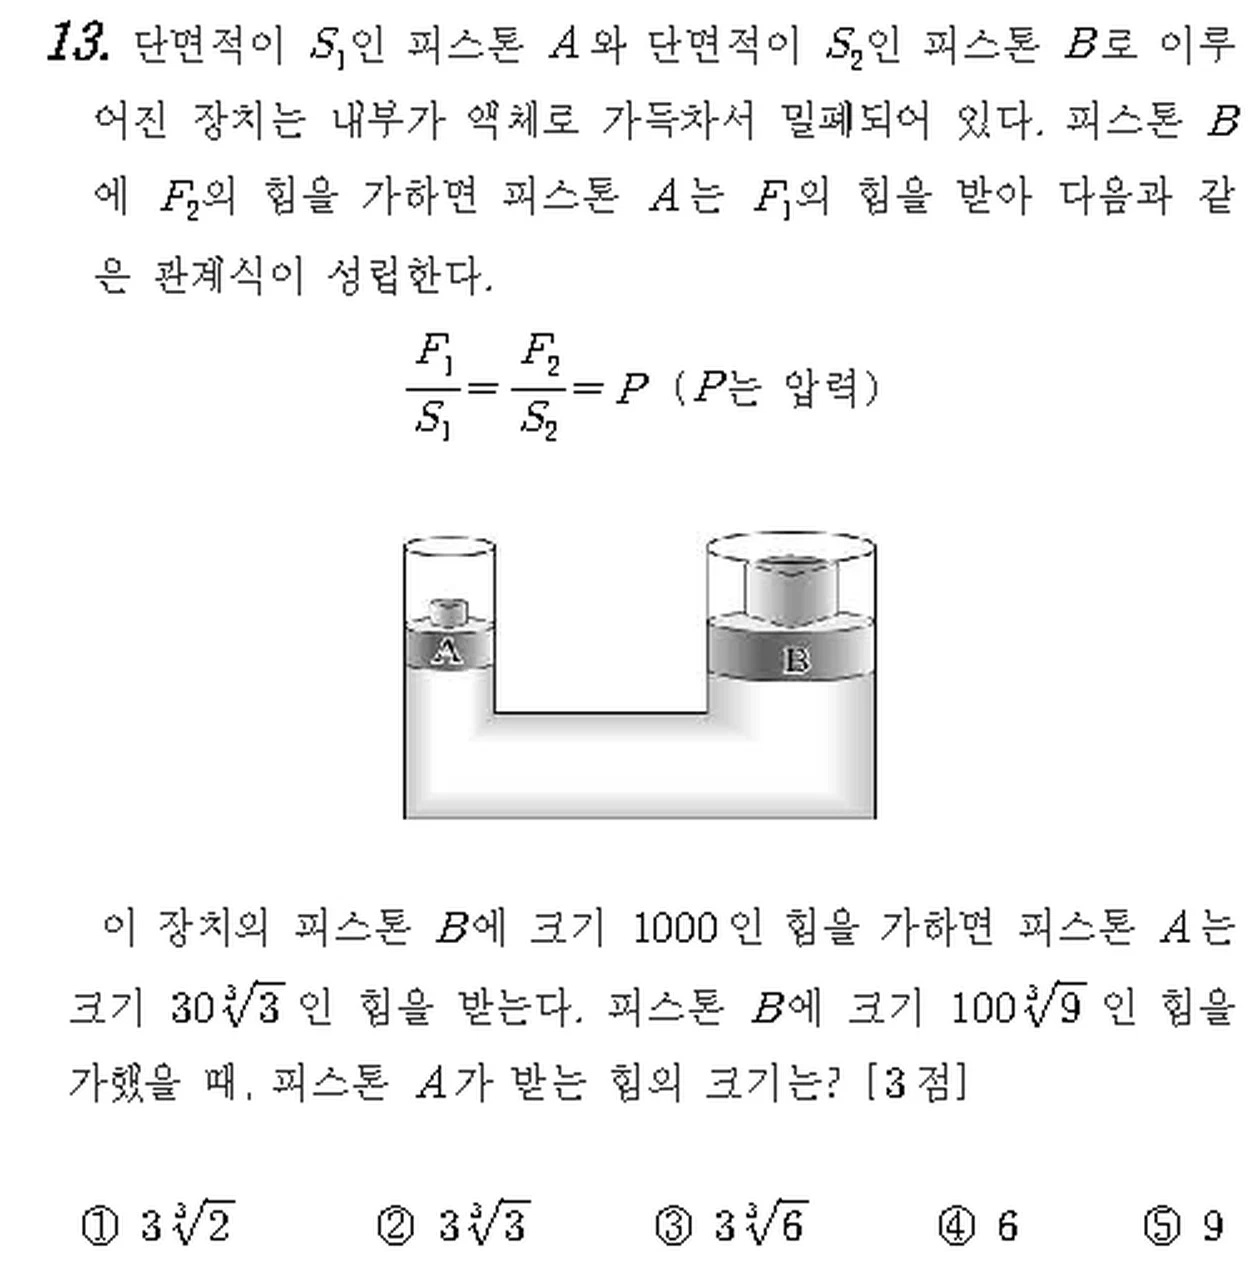 13. 단면적이 S₁인 피스톤 A와 단면적이 S₂인 피스톤 B로 이루
어진 장치는 내부가 액체로 가득차서 밀폐되어 있다. 피스톤 B
에 F₂의 힘을 가하면 피스톤 A는 F₁의 힘을 받아 다음과 같
은 관계식이 성립한다.
F₁/S₁ = F₂/S₂ = P (P는 압력)
A B
이 장치의 피스톤 B에 크기 1000인 힘을 가하면 피스톤 A는
크기 30∛3 인 힘을 받는다. 피스톤 B에 크기 100∛9 인 힘을
가했을 때, 피스톤 A가 받는 힘의 크기는? [3점]
① 3∛2 ② 3∛3 ③ 3∛6 ④ 6 ⑤ 9